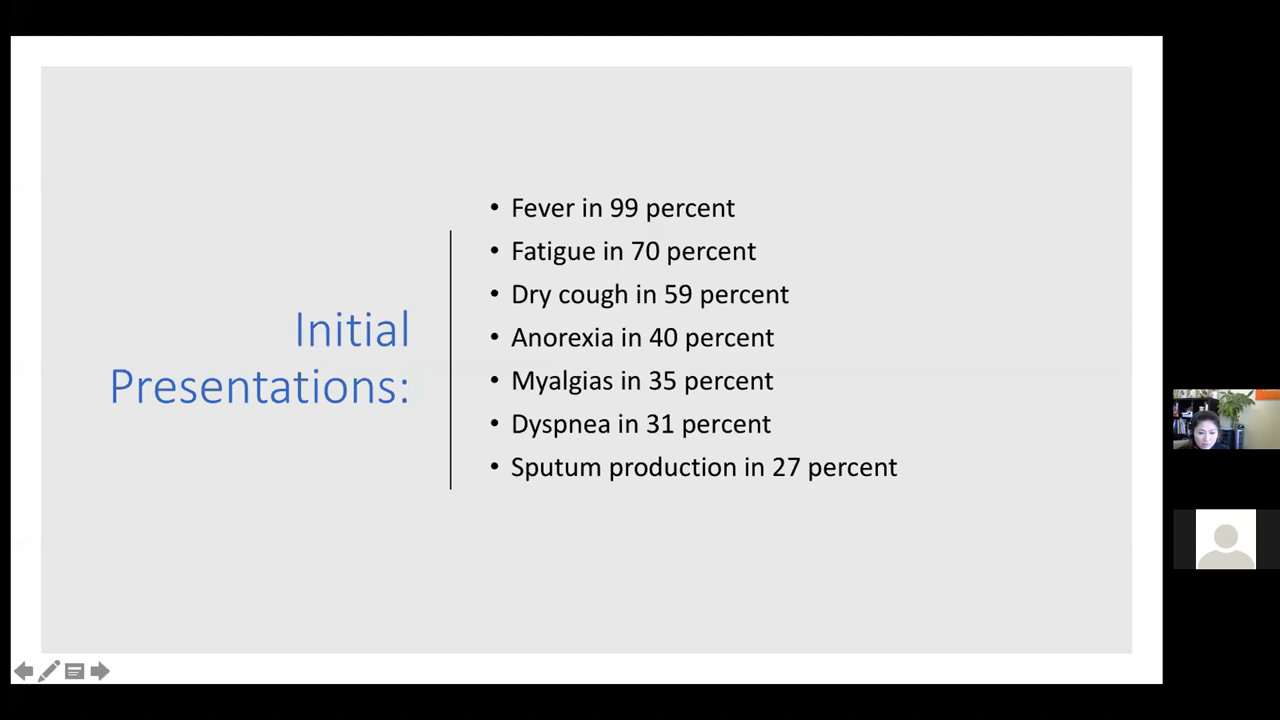 Initial
Presentations:
• Fever in 99 percent
• Fatigue in 70 percent
• Dry cough in 59 percent
• Anorexia in 40 percent
• Myalgias in 35 percent
• Dyspnea in 31 percent
• Sputum production in 27 percent